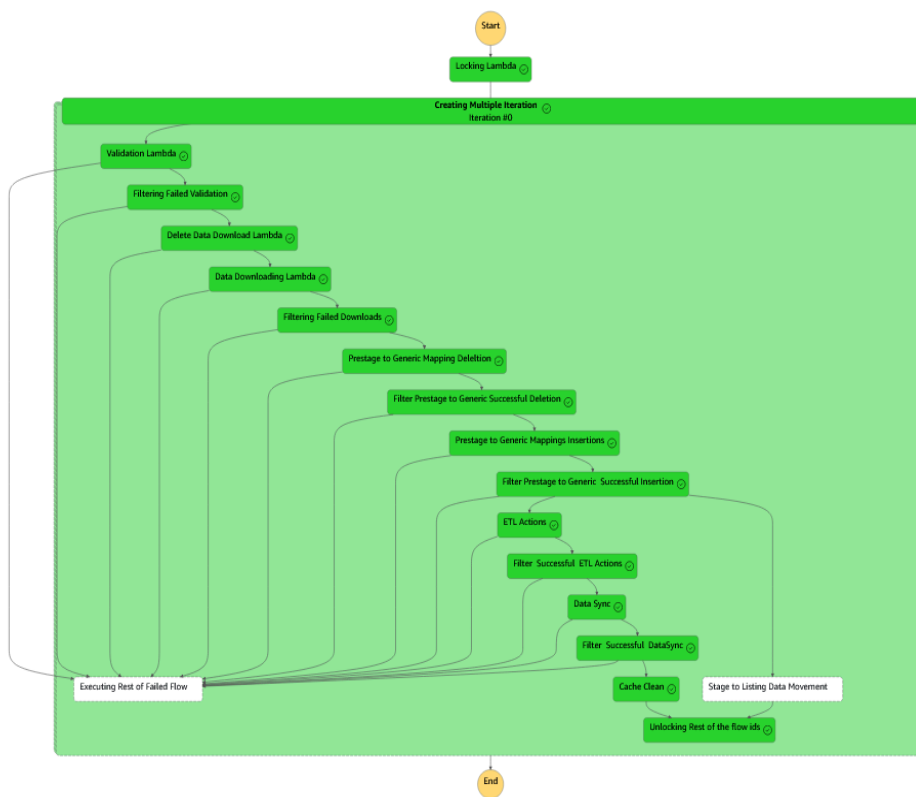 Start
Locking Lambda
Creating Multiple Iteration
Iteration #0
Validation Lambda
Filtering Failed Validation
Delete Data Download Lambda
Data Downloading Lambda
Filtering Failed Downloads
Prestage to Generic Mapping Deleltion
Filter Prestage to Generic Successful Deletion
Prestage to Generic Mappings Insertions
Filter Prestage to Generic Successful Insertion
ETL Actions
Filter Successful ETL Actions
Data Sync
Filter Successful DataSync
Executing Rest of Failed Flow
Cache Clean
Stage to Listing Data Movement
Unlocking Rest of the flow ids
End